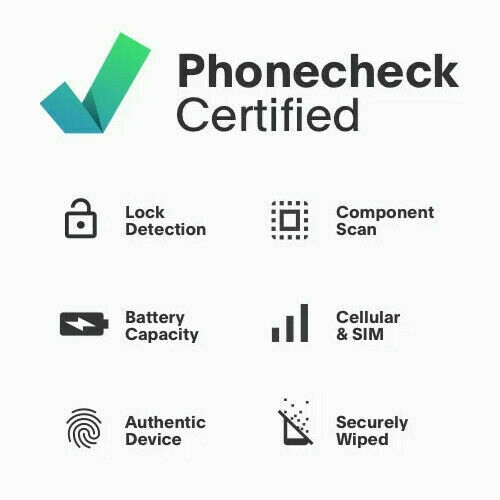 Phonecheck
Certified
Lock
Detection
Component
Scan
Battery
Capacity
Cellular
& SIM
Authentic
Device
Securely
Wiped